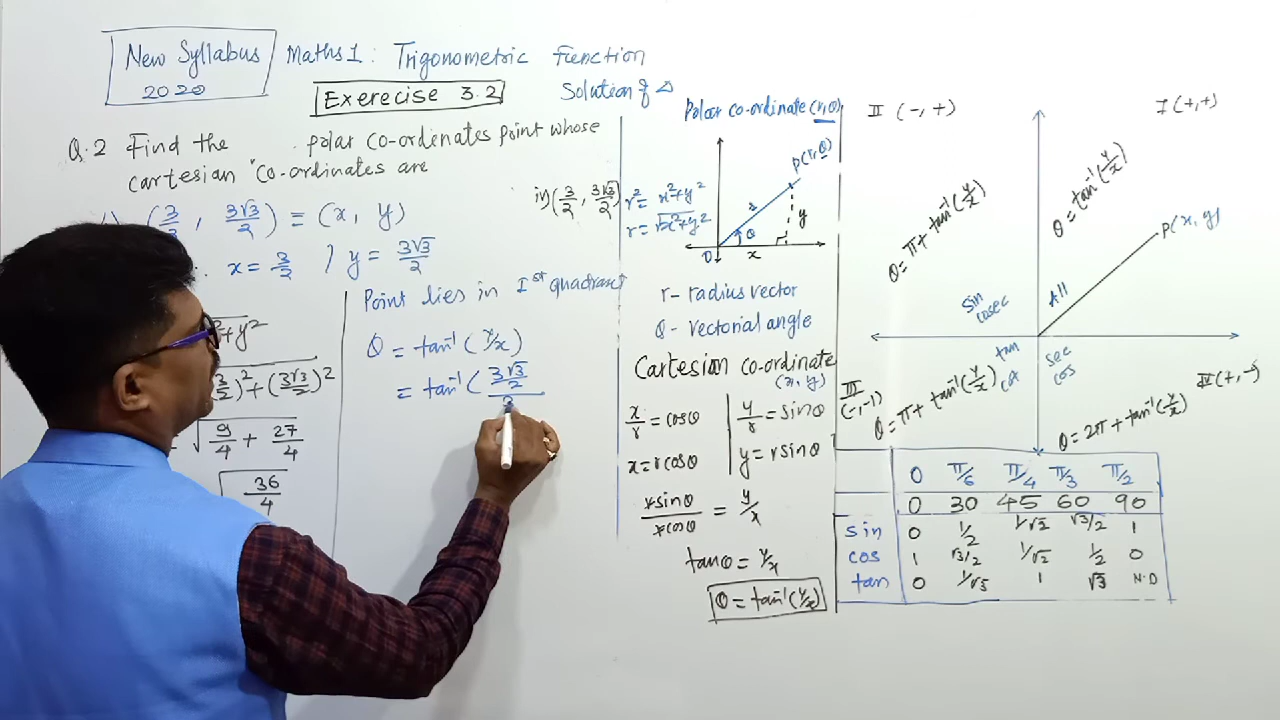 New Syllabus
2020
Maths 1 : Trigonometric Function
Exerecise 3.2
Solution of Δ
Q.2 Find the polar co-ordenates point whose
cartesian co-ordinates are
iv) (3/2, 3√3/2)
(3/2, 3√3/2) = (x, y)
x = 3/2 , y = 3√3/2
+y²
)² + (3√3/2)²
√ 9/4 + 27/4
√ 36/4
Point lies in Iˢᵗ quadrant
θ = tan⁻¹ (y/x)
= tan⁻¹ ( 3√3/2
Polar co-ordinate (r, θ)
r² = x²+y²
r = √x²+y²
P(r, θ)
r
y
θ
O
x
r - radius vector
θ - vectorial angle
Cartesian co-ordinate
(x, y)
x/r = cosθ
y/r = sinθ
x = r cosθ
y = r sinθ
r sinθ / r cosθ = y/x
tanθ = y/x
θ = tan⁻¹(y/x)
II (-, +)
I (+, +)
θ = π + tan⁻¹(y/x)
θ = tan⁻¹(y/x)
P(x, y)
sin
cosec
All
tan
cot
sec
cos
III
(-, -1)
θ = π + tan⁻¹(y/x)
IV (+, -)
θ = 2π + tan⁻¹(y/x)
0 π/6 π/4 π/3 π/2
0 30 45 60 90
sin 0 1/2 1/√2 √3/2 1
cos 1 √3/2 1/√2 1/2 0
tan 0 1/√3 1 √3 N.D